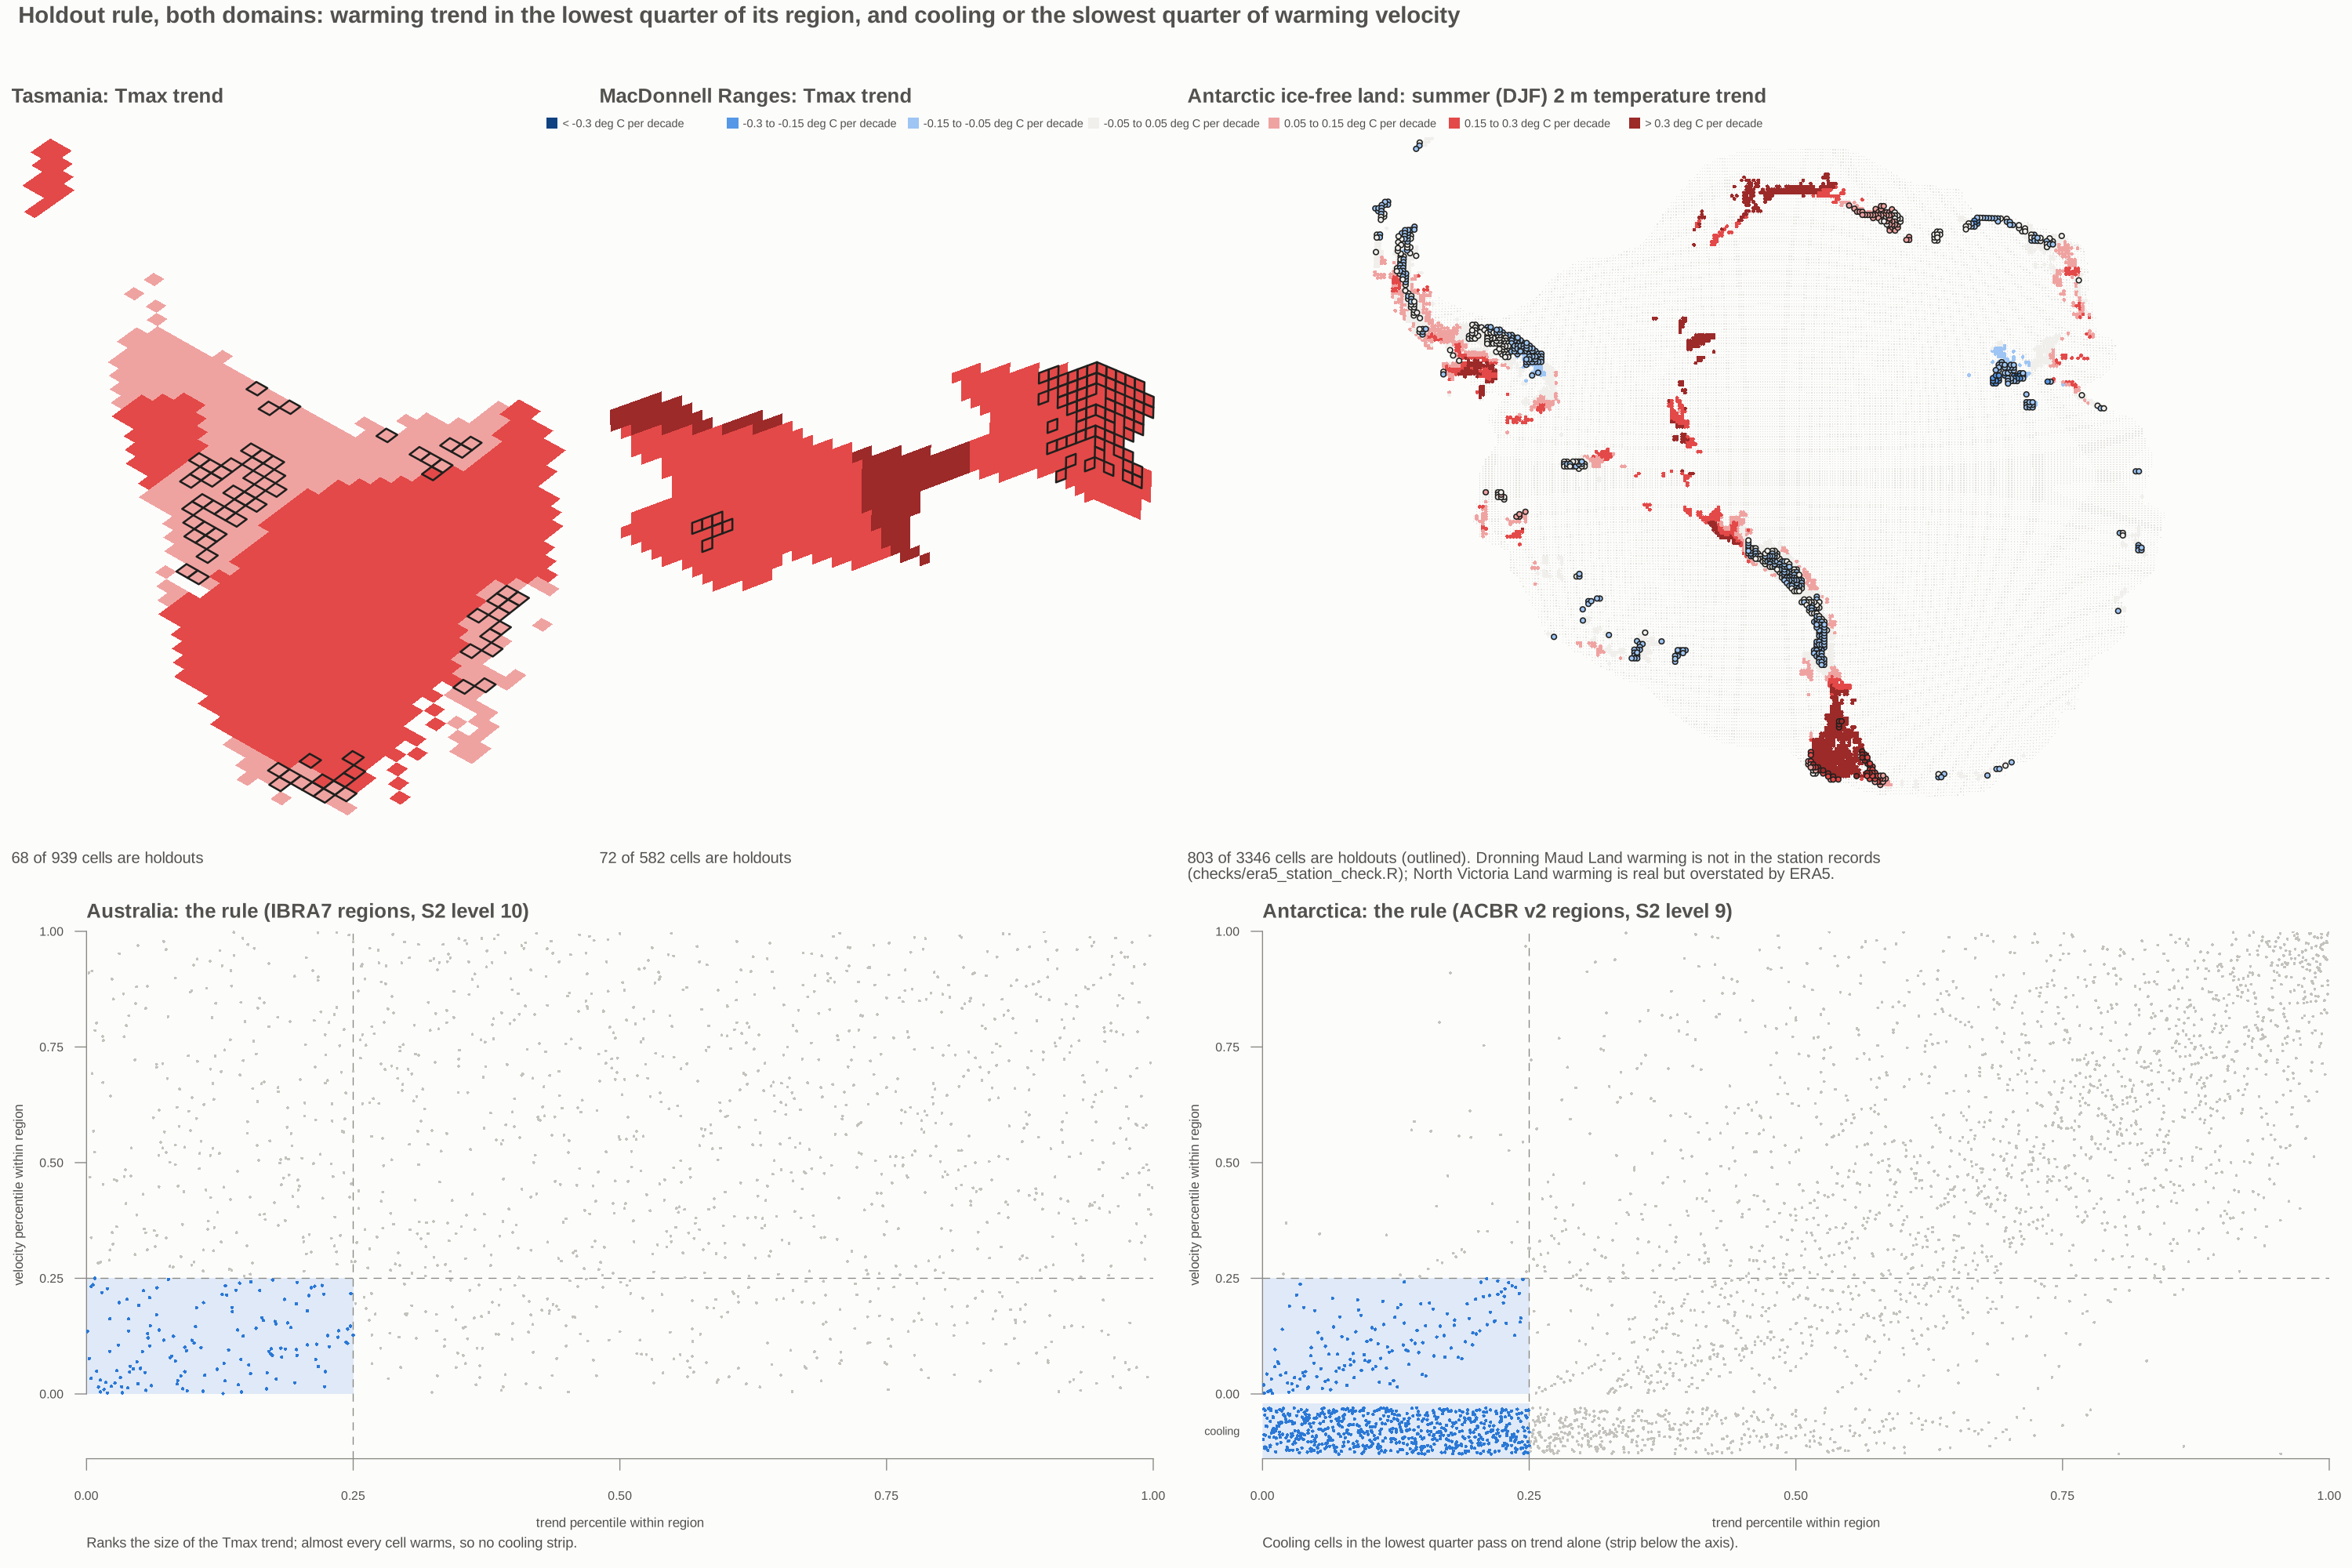 Holdout rule, both domains: warming trend in the lowest quarter of its region, and cooling or the slowest quarter of warming velocity
Tasmania: Tmax trend
MacDonnell Ranges: Tmax trend
Antarctic ice-free land: summer (DJF) 2 m temperature trend
< -0.3 deg C per decade
-0.3 to -0.15 deg C per decade
-0.15 to -0.05 deg C per decade
-0.05 to 0.05 deg C per decade
0.05 to 0.15 deg C per decade
0.15 to 0.3 deg C per decade
> 0.3 deg C per decade
68 of 939 cells are holdouts
72 of 582 cells are holdouts
803 of 3346 cells are holdouts (outlined). Dronning Maud Land warming is not in the station records
(checks/era5_station_check.R); North Victoria Land warming is real but overstated by ERA5.
Australia: the rule (IBRA7 regions, S2 level 10)
1.00
0.75
0.50
0.25
0.00
velocity percentile within region
0.00
0.25
0.50
0.75
1.00
trend percentile within region
Ranks the size of the Tmax trend; almost every cell warms, so no cooling strip.
Antarctica: the rule (ACBR v2 regions, S2 level 9)
1.00
0.75
0.50
0.25
0.00
cooling
velocity percentile within region
0.00
0.25
0.50
0.75
1.00
trend percentile within region
Cooling cells in the lowest quarter pass on trend alone (strip below the axis).